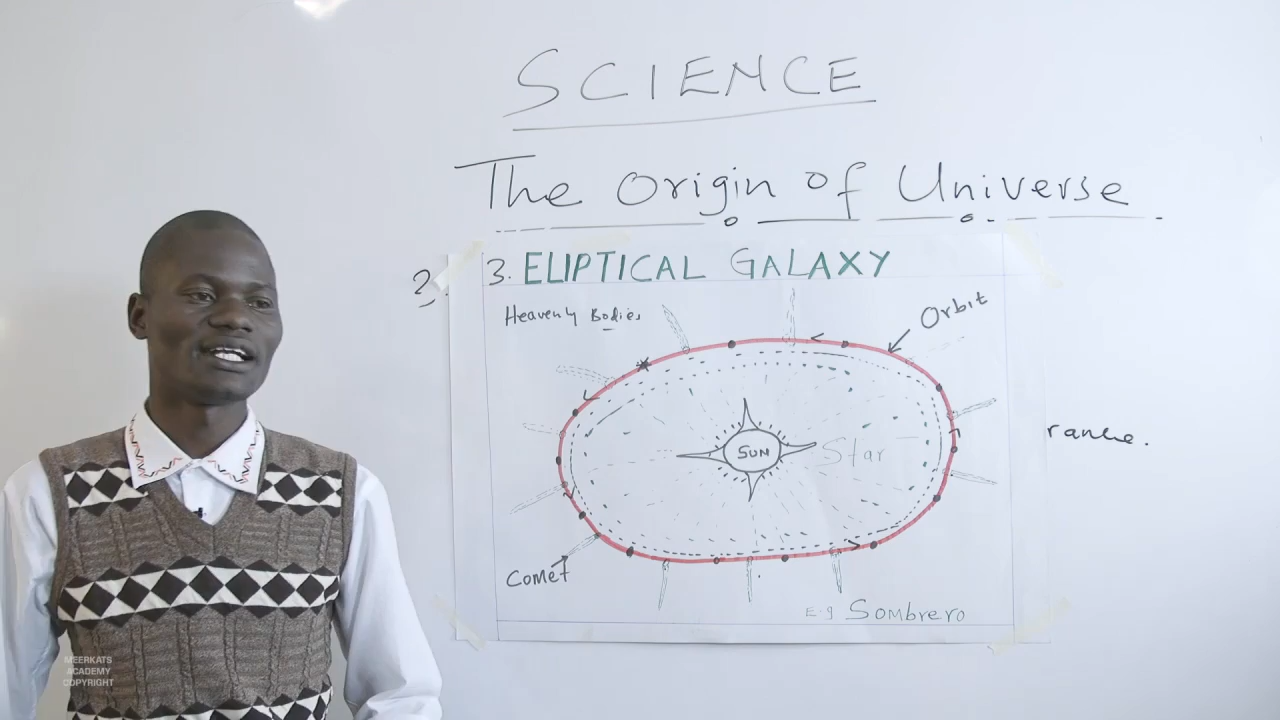 SCIENCE
The Origin of Universe
2.
3. ELIPTICAL GALAXY
Heavenly Bodies
Orbit
SUN
Star
Comet
E.g Sombrero
MEERKATS
ACADEMY
COPYRIGHT